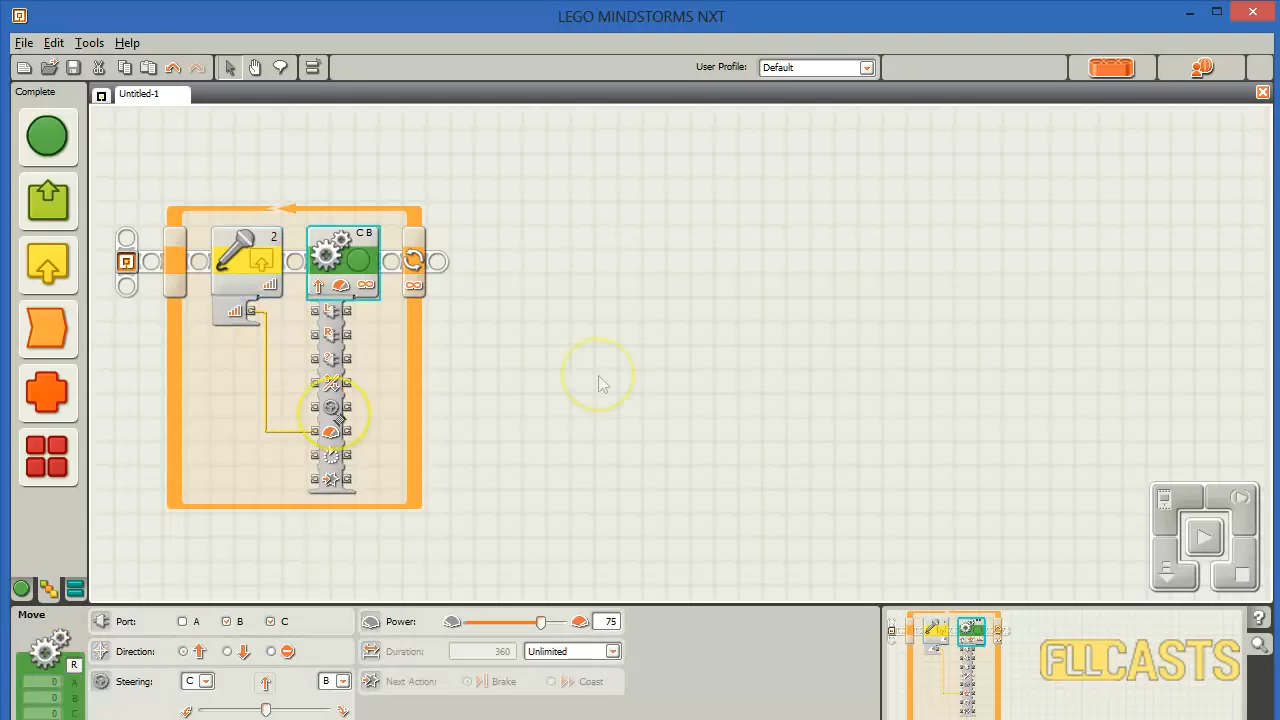 LEGO MINDSTORMS NXT
File Edit Tools Help
User Profile: Default
Complete
Untitled-1
2
C B
L
R
?
Move
R
0 A
0 B
0 C
Port: A B C
Direction:
Steering: C B
Power: 75
Duration: 360 Unlimited
Next Action: Brake Coast
?
FLLCASTS